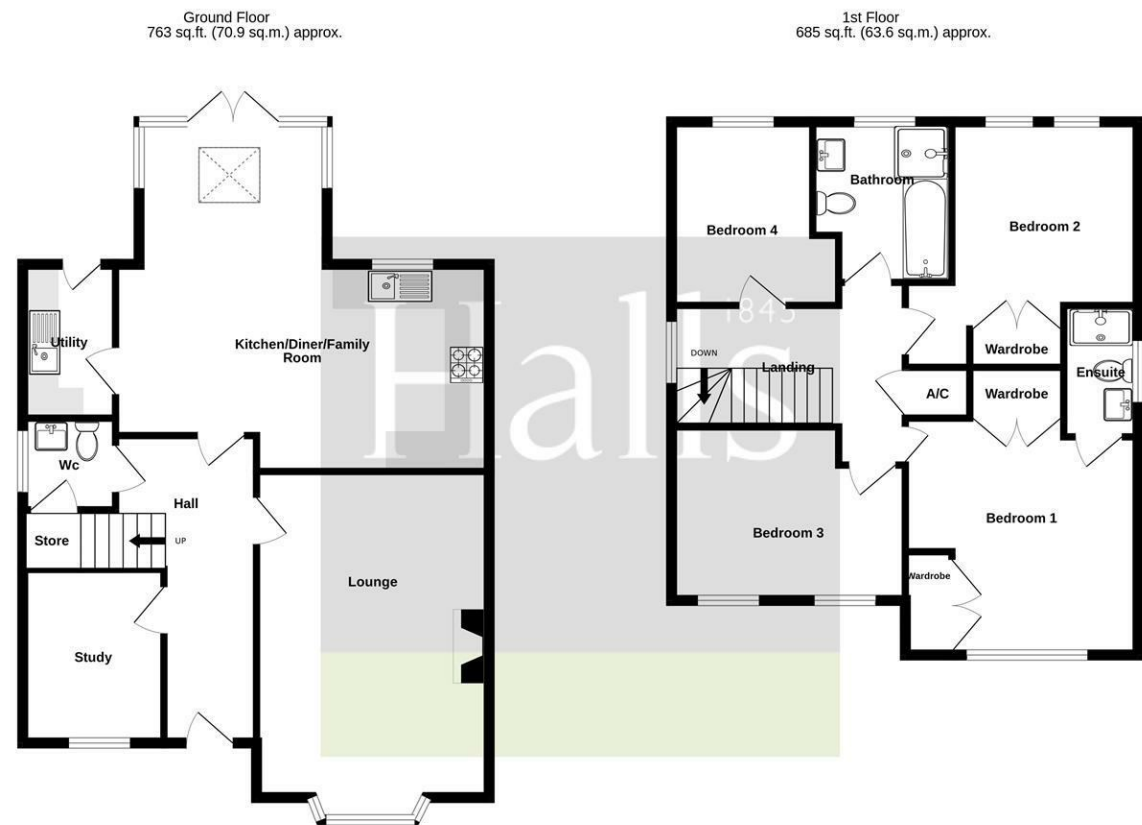 Ground Floor
763 sq.ft. (70.9 sq.m.) approx.
1st Floor
685 sq.ft. (63.6 sq.m.) approx.
Utility
Kitchen/Diner/Family
Room
Wc
Hall
Store
UP
Lounge
Study
Bathroom
Bedroom 4
Bedroom 2
DOWN
Landing
Wardrobe
Ensuite
A/C
Wardrobe
Bedroom 3
Bedroom 1
Wardrobe
Halls
1845